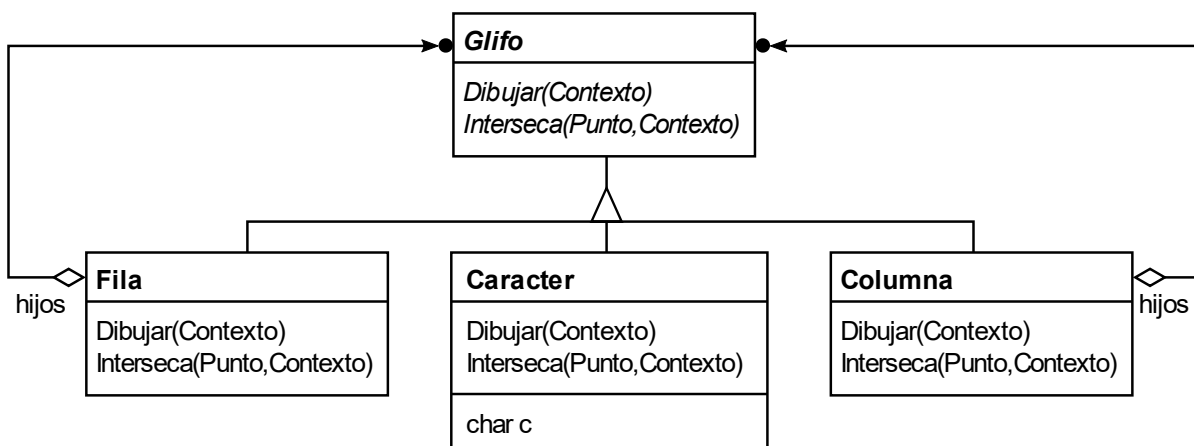 Glifo
Dibujar(Contexto)
Interseca(Punto,Contexto)
hijos
Fila
Dibujar(Contexto)
Interseca(Punto,Contexto)
Caracter
Dibujar(Contexto)
Interseca(Punto,Contexto)
char c
Columna
Dibujar(Contexto)
Interseca(Punto,Contexto)
hijos